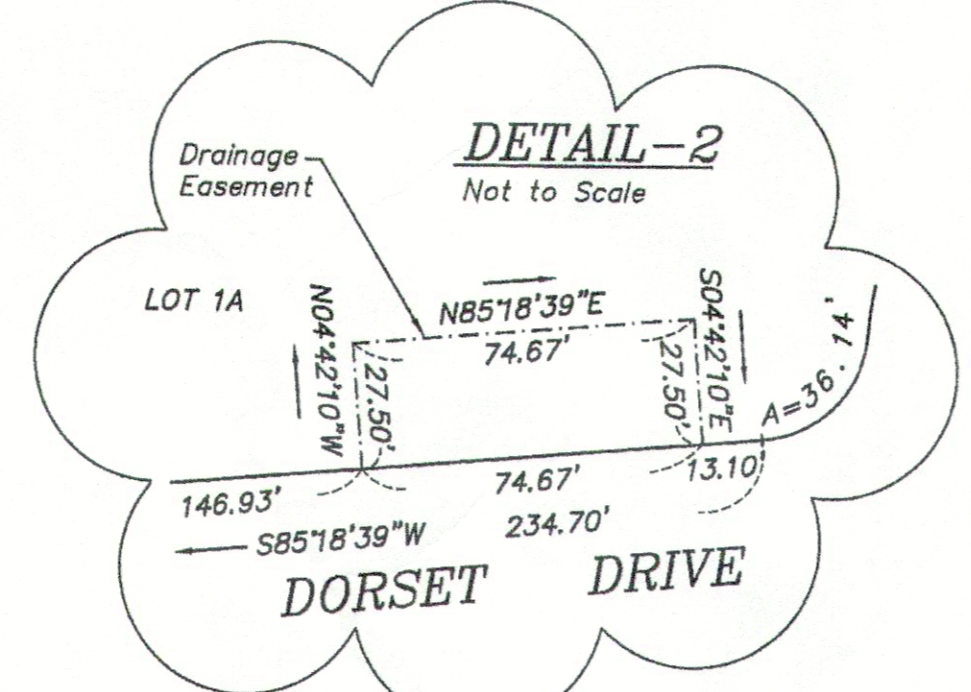 DETAIL-2
Not to Scale
Drainage
Easement
LOT 1A
N04°42'10"W
27.50'
N85°18'39"E
74.67'
S04°42'10"E
27.50'
A=36.14'
146.93'
74.67'
13.10'
S85°18'39"W
234.70'
DORSET DRIVE